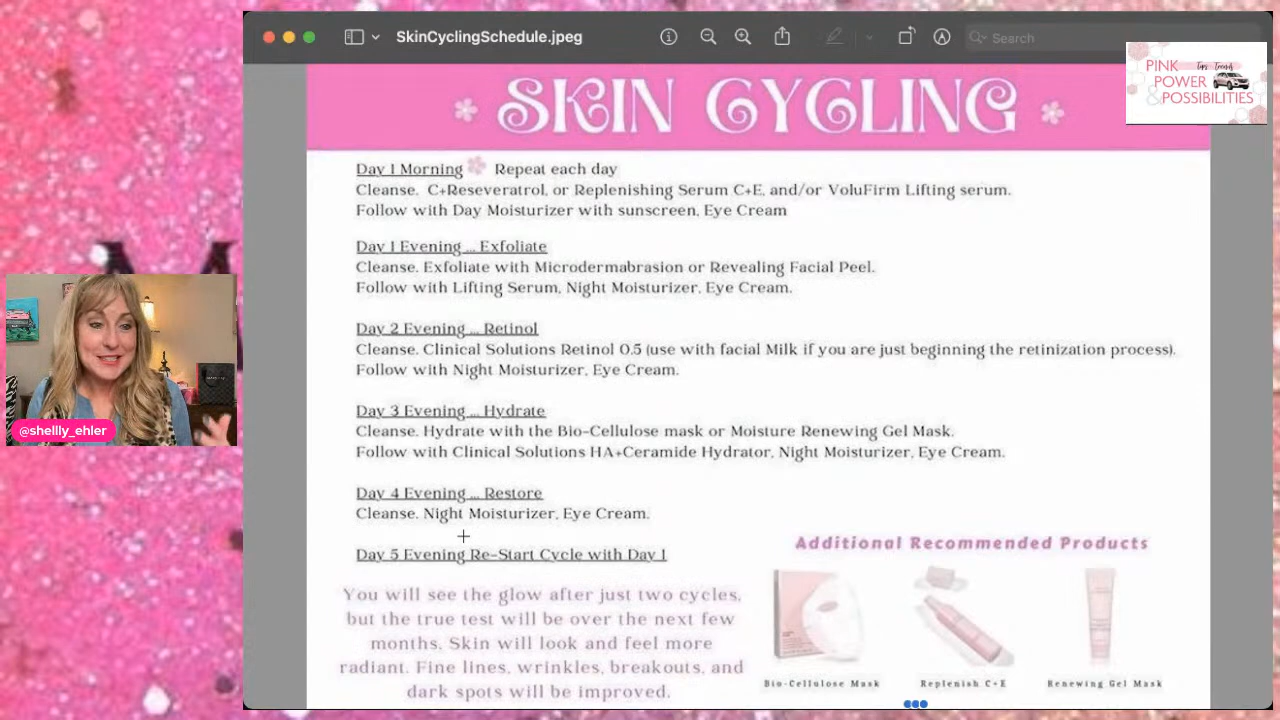 SkinCyclingSchedule.jpeg
Search
PINK
Tips Trends
POWER
& POSSIBILITIES
SKIN CYCLING
Day 1 Morning Repeat each day
Cleanse. C+Reseveratrol, or Replenishing Serum C+E, and/or VoluFirm Lifting serum.
Follow with Day Moisturizer with sunscreen, Eye Cream
Day 1 Evening ... Exfoliate
Cleanse. Exfoliate with Microdermabrasion or Revealing Facial Peel.
Follow with Lifting Serum, Night Moisturizer, Eye Cream.
Day 2 Evening ... Retinol
Cleanse. Clinical Solutions Retinol 0.5 (use with facial Milk if you are just beginning the retinization process).
Follow with Night Moisturizer, Eye Cream.
Day 3 Evening ... Hydrate
Cleanse. Hydrate with the Bio-Cellulose mask or Moisture Renewing Gel Mask.
Follow with Clinical Solutions HA+Ceramide Hydrator, Night Moisturizer, Eye Cream.
@shellly_ehler
Day 4 Evening ... Restore
Cleanse. Night Moisturizer, Eye Cream.
Day 5 Evening Re-Start Cycle with Day 1
You will see the glow after just two cycles,
but the true test will be over the next few
months. Skin will look and feel more
radiant. Fine lines, wrinkles, breakouts, and
dark spots will be improved.
Additional Recommended Products
Bio-Cellulose Mask
Replenish C+E
Renewing Gel Mask